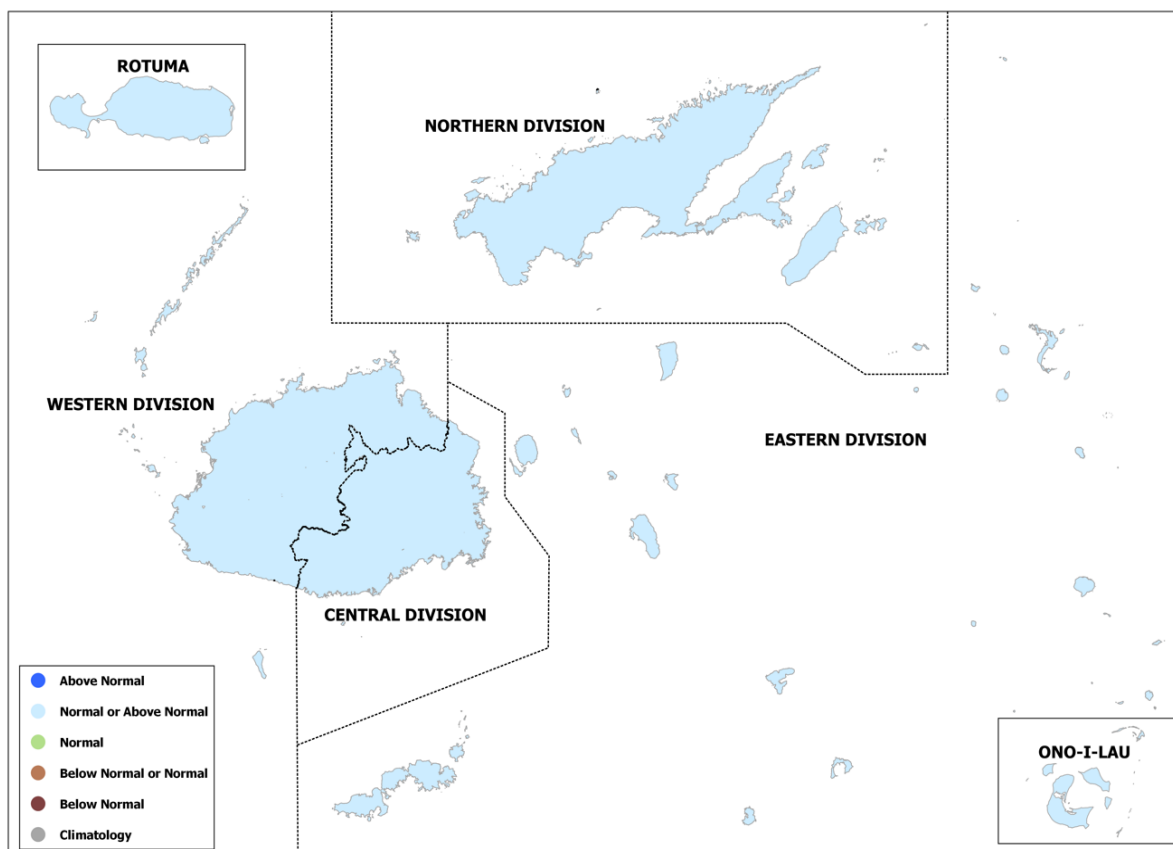 ROTUMA
NORTHERN DIVISION
WESTERN DIVISION
EASTERN DIVISION
CENTRAL DIVISION
Above Normal
Normal or Above Normal
Normal
Below Normal or Normal
Below Normal
Climatology
ONO-I-LAU